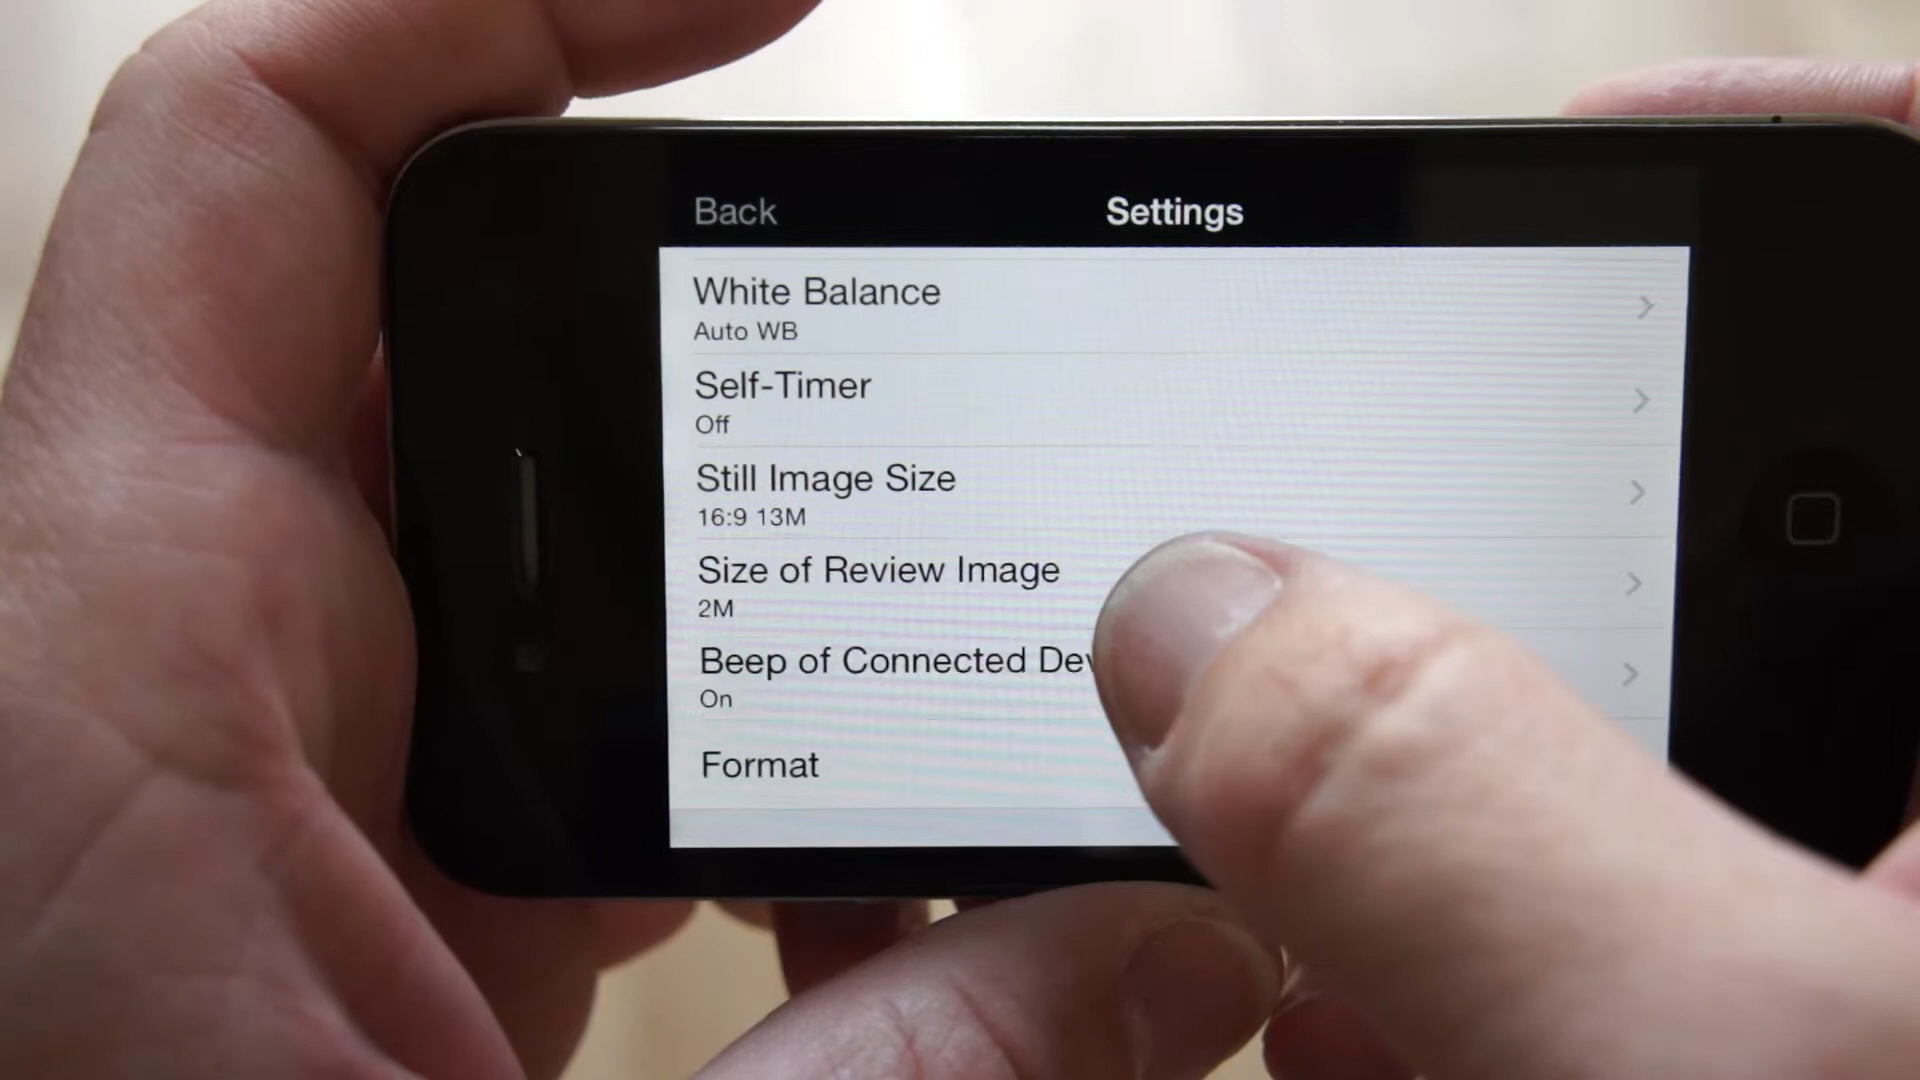 Back
Settings
White Balance
Auto WB
Self-Timer
Off
Still Image Size
16:9 13M
Size of Review Image
2M
Beep of Connected
On
Format